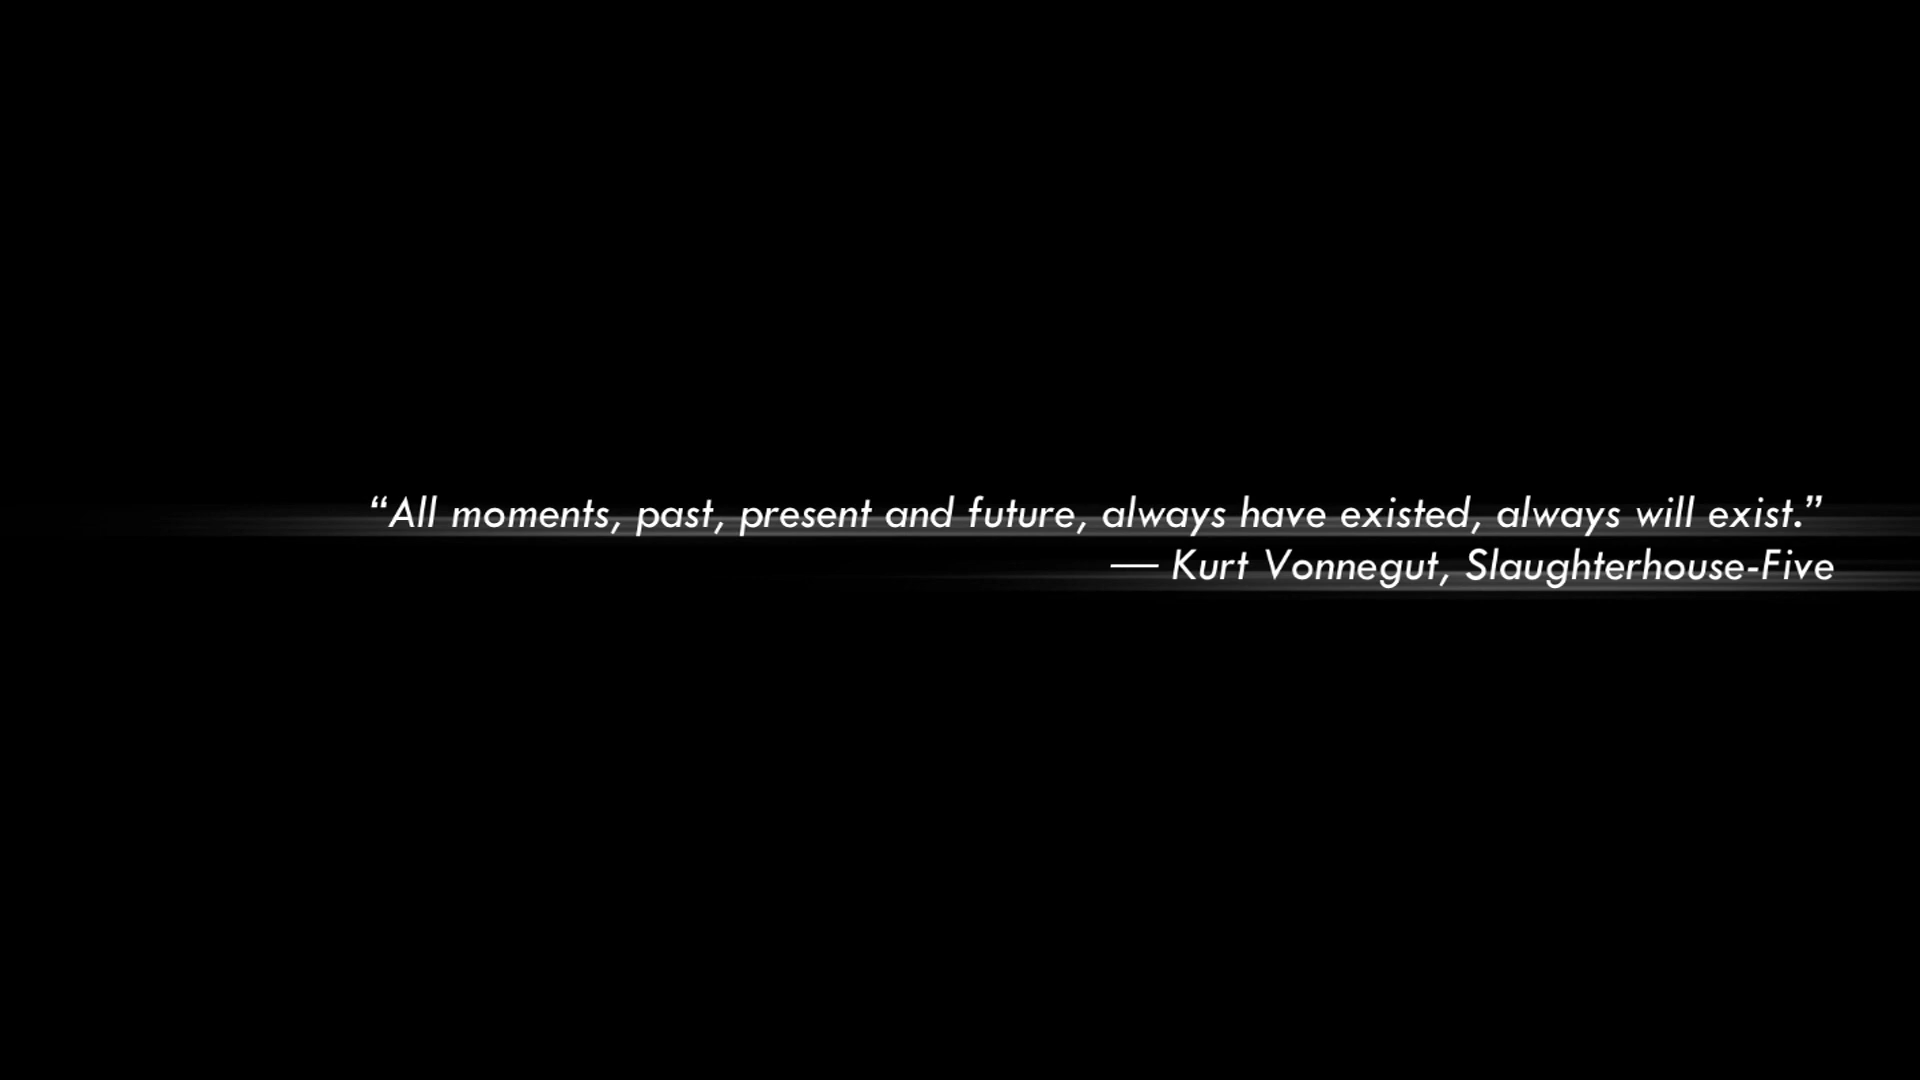 “All moments, past, present and future, always have existed, always will exist.”
— Kurt Vonnegut, Slaughterhouse-Five